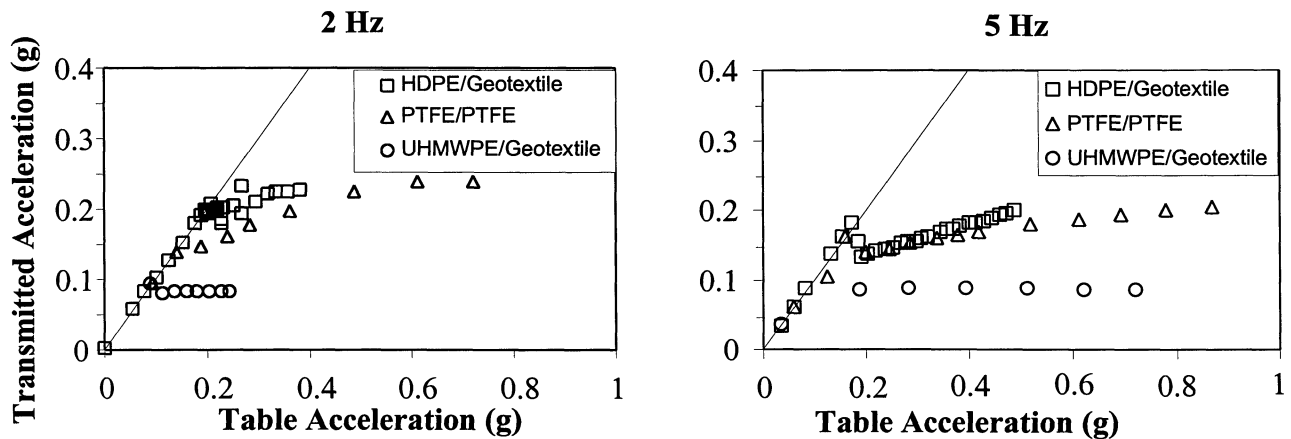 2 Hz
Transmitted Acceleration (g)
0.4
0.3
0.2
0.1
0
HDPE/Geotextile
PTFE/PTFE
UHMWPE/Geotextile
0 0.2 0.4 0.6 0.8 1
Table Acceleration (g)
5 Hz
0.4
0.3
0.2
0.1
0
HDPE/Geotextile
PTFE/PTFE
UHMWPE/Geotextile
0 0.2 0.4 0.6 0.8 1
Table Acceleration (g)